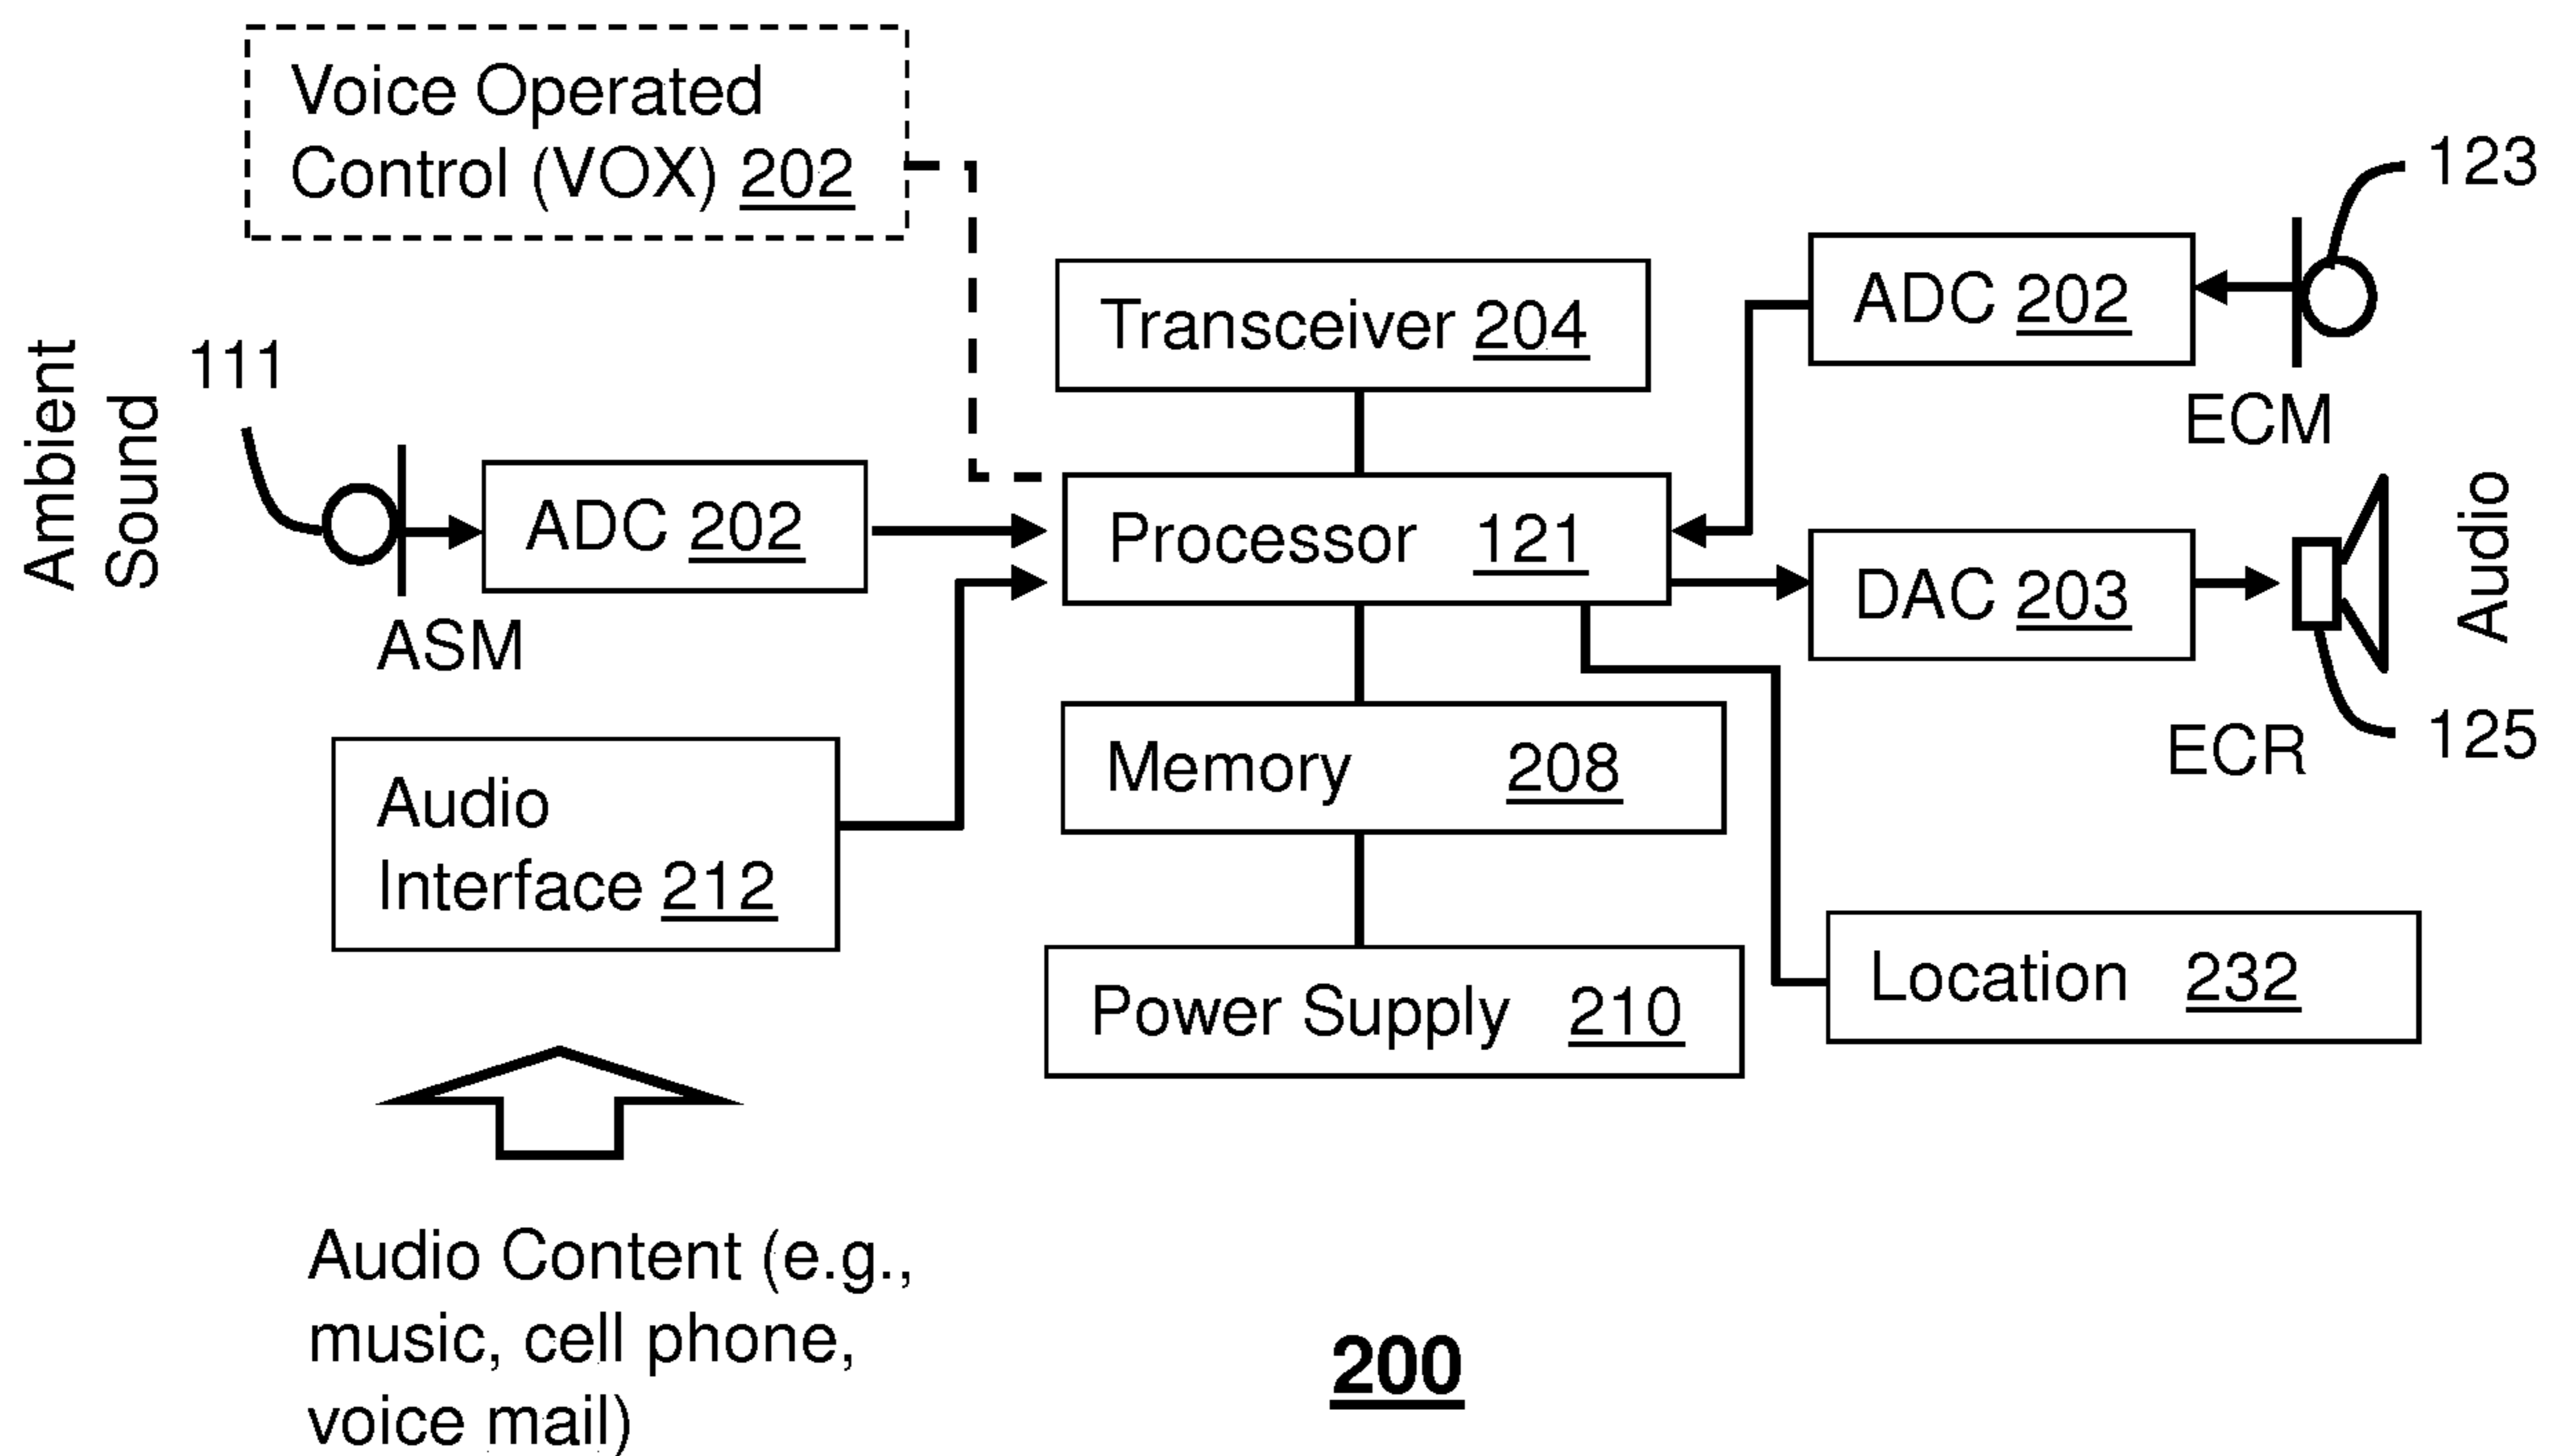 Voice Operated
Control (VOX) 202
123
Transceiver 204
ADC 202
Ambient
Sound
111
ECM
ADC 202
Processor 121
DAC 203
Audio
ASM
ECR
125
Audio
Interface 212
Memory 208
Location 232
Power Supply 210
Audio Content (e.g.,
music, cell phone,
voice mail)
200